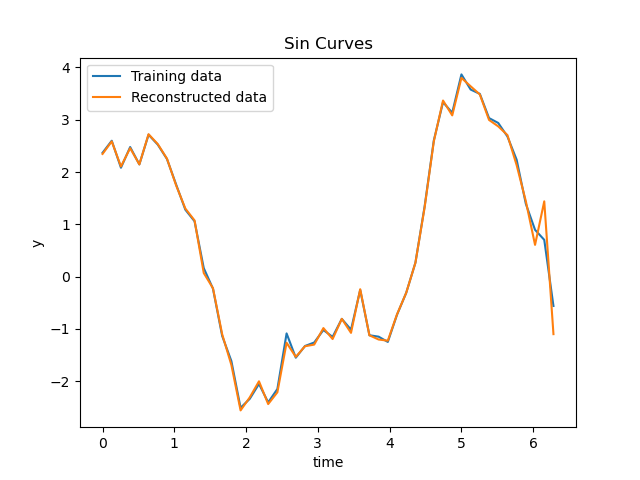 Sin Curves
Training data
Reconstructed data
4
3
2
1
0
−1
−2
y
0 1 2 3 4 5 6
time